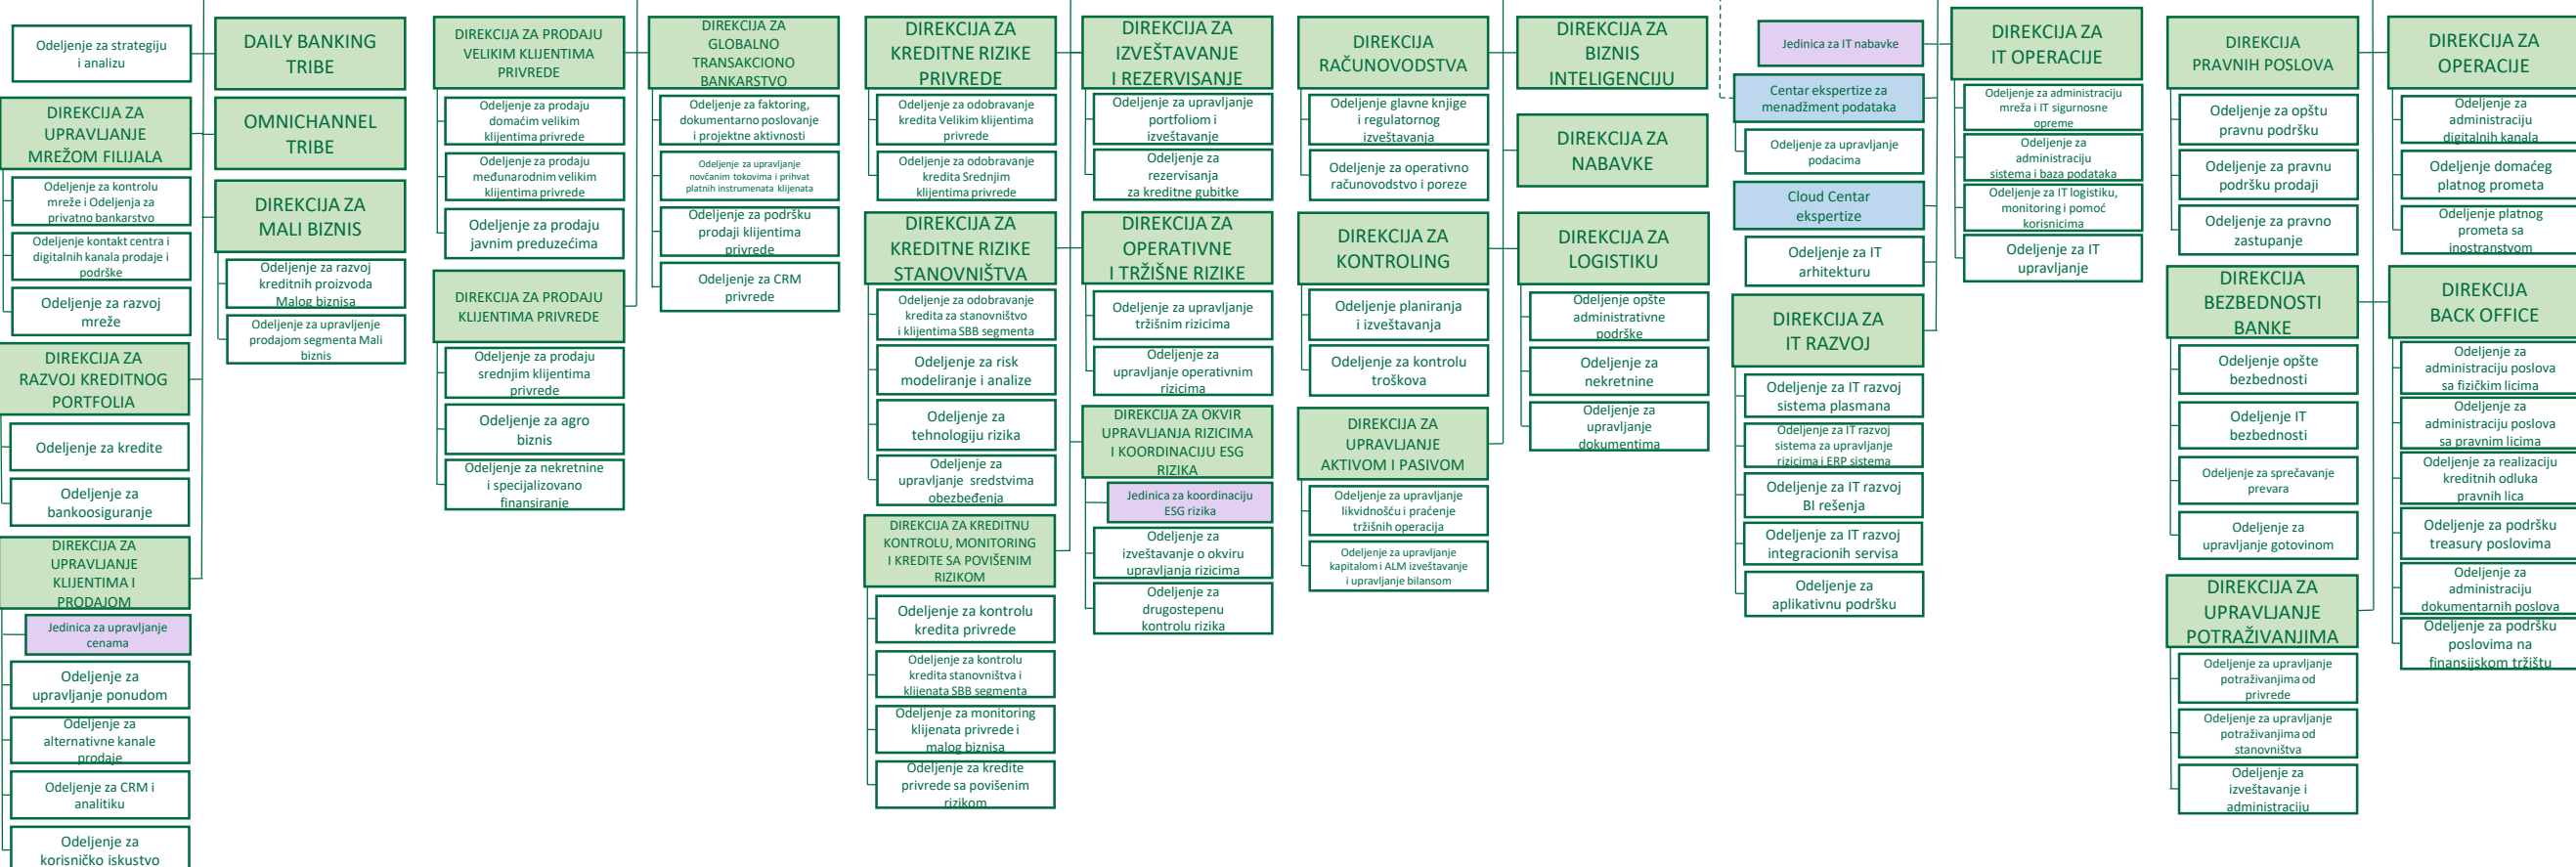 Odeljenje za strategiju
i analizu
DIREKCIJA ZA
UPRAVLJANJE
MREŽOM FILIJALA
Odeljenje za kontrolu
mreže i Odeljenja za
privatno bankarstvo
Odeljenje kontakt centra i
digitalnih kanala prodaje i
podrške
Odeljenje za razvoj
mreže
DIREKCIJA ZA
RAZVOJ KREDITNOG
PORTFOLIA
Odeljenje za kredite
Odeljenje za
bankoosiguranje
DIREKCIJA ZA
UPRAVLJANJE
KLIJENTIMA I
PRODAJOM
Jedinica za upravljanje
cenama
Odeljenje za
upravljanje ponudom
Odeljenje za
alternativne kanale
prodaje
Odeljenje za CRM i
analitiku
Odeljenje za
korisničko iskustvo
DAILY BANKING
TRIBE
OMNICHANNEL
TRIBE
DIREKCIJA ZA
MALI BIZNIS
Odeljenje za razvoj
kreditnih proizvoda
Malog biznisa
Odeljenje za upravljanje
prodajom segmenta Mali
biznis
DIREKCIJA ZA PRODAJU
VELIKIM KLIJENTIMA
PRIVREDE
Odeljenje za prodaju
domaćim velikim
klijentima privrede
Odeljenje za prodaju
međunarodnim velikim
klijentima privrede
Odeljenje za prodaju
javnim preduzećima
DIREKCIJA ZA PRODAJU
KLIJENTIMA PRIVREDE
Odeljenje za prodaju
srednjim klijentima
privrede
Odeljenje za agro
biznis
Odeljenje za nekretnine
i specijalizovano
finansiranje
DIREKCIJA ZA
GLOBALNO
TRANSAKCIONO
BANKARSTVO
Odeljenje za faktoring,
dokumentarno poslovanje
i projektne aktivnosti
Odeljenje za upravljanje
novčanim tokovima i prihvat
platnih instrumenata klijenata
Odeljenje za podršku
prodaji klijentima
privrede
Odeljenje za CRM
privrede
DIREKCIJA ZA
KREDITNE RIZIKE
PRIVREDE
Odeljenje za odobravanje
kredita Velikim klijentima
privrede
Odeljenje za odobravanje
kredita Srednjim
klijentima privrede
DIREKCIJA ZA
KREDITNE RIZIKE
STANOVNIŠTVA
Odeljenje za odobravanje
kredita za stanovništvo
i klijentima SBB segmenta
Odeljenje za risk
modeliranje i analize
Odeljenje za
tehnologiju rizika
Odeljenje za
upravljanje sredstvima
obezbeđenja
DIREKCIJA ZA KREDITNU
KONTROLU, MONITORING
I KREDITE SA POVIŠENIM
RIZIKOM
Odeljenje za kontrolu
kredita privrede
Odeljenje za kontrolu
kredita stanovništva i
klijenata SBB segmenta
Odeljenje za monitoring
klijenata privrede i
malog biznisa
Odeljenje za kredite
privrede sa povišenim
rizikom
DIREKCIJA ZA
IZVEŠTAVANJE
I REZERVISANJE
Odeljenje za upravljanje
portfoliom i
izveštavanje
Odeljenje za
rezervisanja
za kreditne gubitke
DIREKCIJA ZA
OPERATIVNE
I TRŽIŠNE RIZIKE
Odeljenje za upravljanje
tržišnim rizicima
Odeljenje za
upravljanje operativnim
rizicima
DIREKCIJA ZA OKVIR
UPRAVLJANJA RIZICIMA
I KOORDINACIJU ESG
RIZIKA
Jedinica za koordinaciju
ESG rizika
Odeljenje za
izveštavanje o okviru
upravljanja rizicima
Odeljenje za
drugostepenu
kontrolu rizika
DIREKCIJA
RAČUNOVODSTVA
Odeljenje glavne knjige
i regulatornog
izveštavanja
Odeljenje za operativno
računovodstvo i poreze
DIREKCIJA ZA
KONTROLING
Odeljenje planiranja
i izveštavanja
Odeljenje za kontrolu
troškova
DIREKCIJA ZA
UPRAVLJANJE
AKTIVOM I PASIVOM
Odeljenje za upravljanje
likvidnošću i praćenje
tržišnih operacija
Odeljenje za upravljanje
kapitalom i ALM izveštavanje
i upravljanje bilansom
DIREKCIJA ZA
BIZNIS
INTELIGENCIJU
DIREKCIJA ZA
NABAVKE
DIREKCIJA ZA
LOGISTIKU
Odeljenje opšte
administrativne
podrške
Odeljenje za
nekretnine
Odeljenje za
upravljanje
dokumentima
Jedinica za IT nabavke
Centar ekspertize za
menadžment podataka
Odeljenje za upravljanje
podacima
Cloud Centar
ekspertize
Odeljenje za IT
arhitekturu
DIREKCIJA ZA
IT RAZVOJ
Odeljenje za IT razvoj
sistema plasmana
Odeljenje za IT razvoj
sistema za upravljanje
rizicima i ERP sistema
Odeljenje za IT razvoj
BI rešenja
Odeljenje za IT razvoj
integracionih servisa
Odeljenje za
aplikativnu podršku
DIREKCIJA ZA
IT OPERACIJE
Odeljenje za administraciju
mreža i IT sigurnosne
opreme
Odeljenje za
administraciju
sistema i baza podataka
Odeljenje za IT logistiku,
monitoring i pomoć
korisnicima
Odeljenje za IT
upravljanje
DIREKCIJA
PRAVNIH POSLOVA
Odeljenje za opštu
pravnu podršku
Odeljenje za pravnu
podršku prodaji
Odeljenje za pravno
zastupanje
DIREKCIJA
BEZBEDNOSTI
BANKE
Odeljenje opšte
bezbednosti
Odeljenje IT
bezbednosti
Odeljenje za sprečavanje
prevara
Odeljenje za
upravljanje gotovinom
DIREKCIJA ZA
UPRAVLJANJE
POTRAŽIVANJIMA
Odeljenje za upravljanje
potraživanjima od
privrede
Odeljenje za upravljanje
potraživanjima od
stanovništva
Odeljenje za
izveštavanje i
administraciju
DIREKCIJA ZA
OPERACIJE
Odeljenje za
administraciju
digitalnih kanala
Odeljenje domaćeg
platnog prometa
Odeljenje platnog
prometa sa
inostranstvom
DIREKCIJA
BACK OFFICE
Odeljenje za
administraciju poslova
sa fizičkim licima
Odeljenje za
administraciju poslova
sa pravnim licima
Odeljenje za realizaciju
kreditnih odluka
pravnih lica
Odeljenje za podršku
treasury poslovima
Odeljenje za
administraciju
dokumentarnih poslova
Odeljenje za podršku
poslovima na
finansijskom tržištu